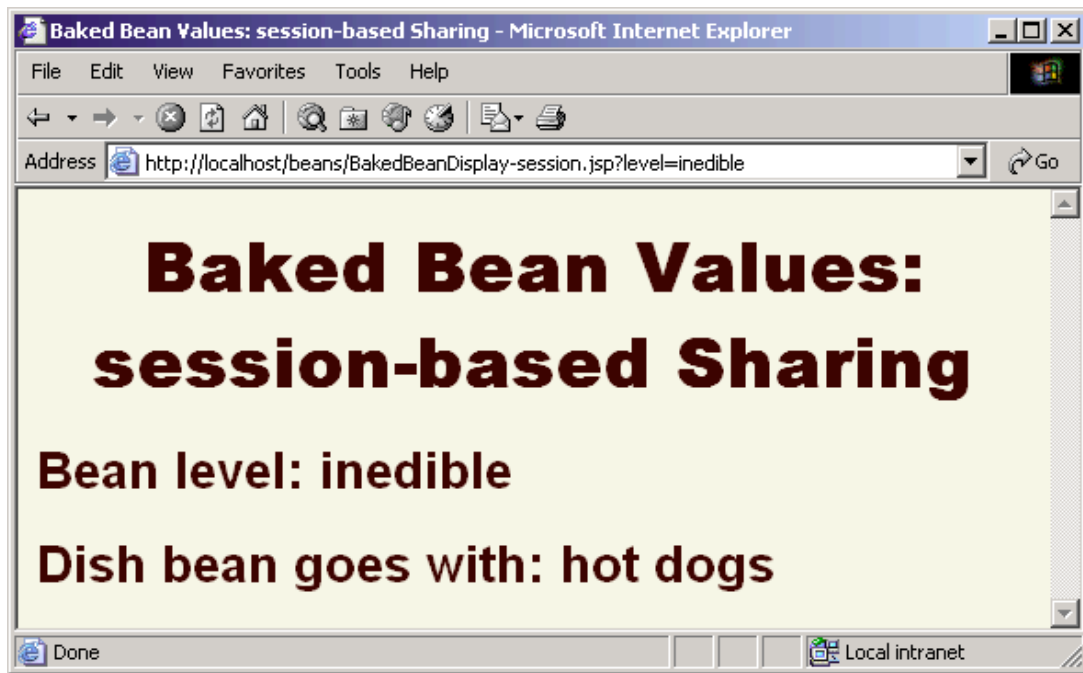 Baked Bean Values: session-based Sharing - Microsoft Internet Explorer
File Edit View Favorites Tools Help
Address http://localhost/beans/BakedBeanDisplay-session.jsp?level=inedible Go
Baked Bean Values:
session-based Sharing
Bean level: inedible
Dish bean goes with: hot dogs
Done Local intranet